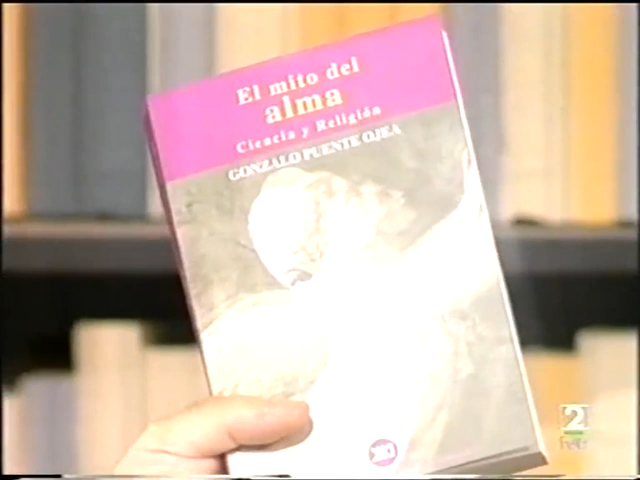 El mito del
alma
Ciencia y Religión
GONZALO PUENTE OJEA
2